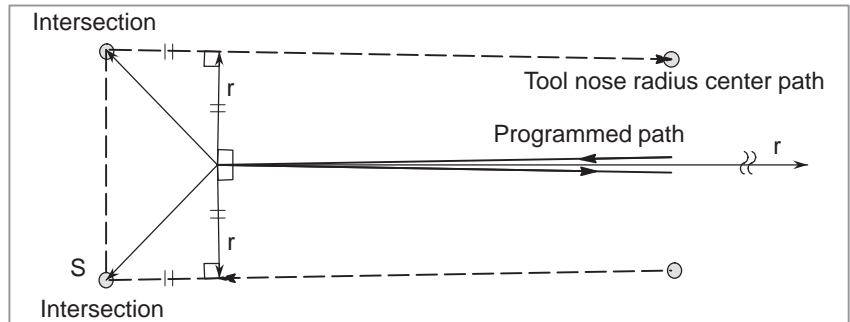 Intersection
r
Tool nose radius center path
Programmed path
r
r
S
Intersection